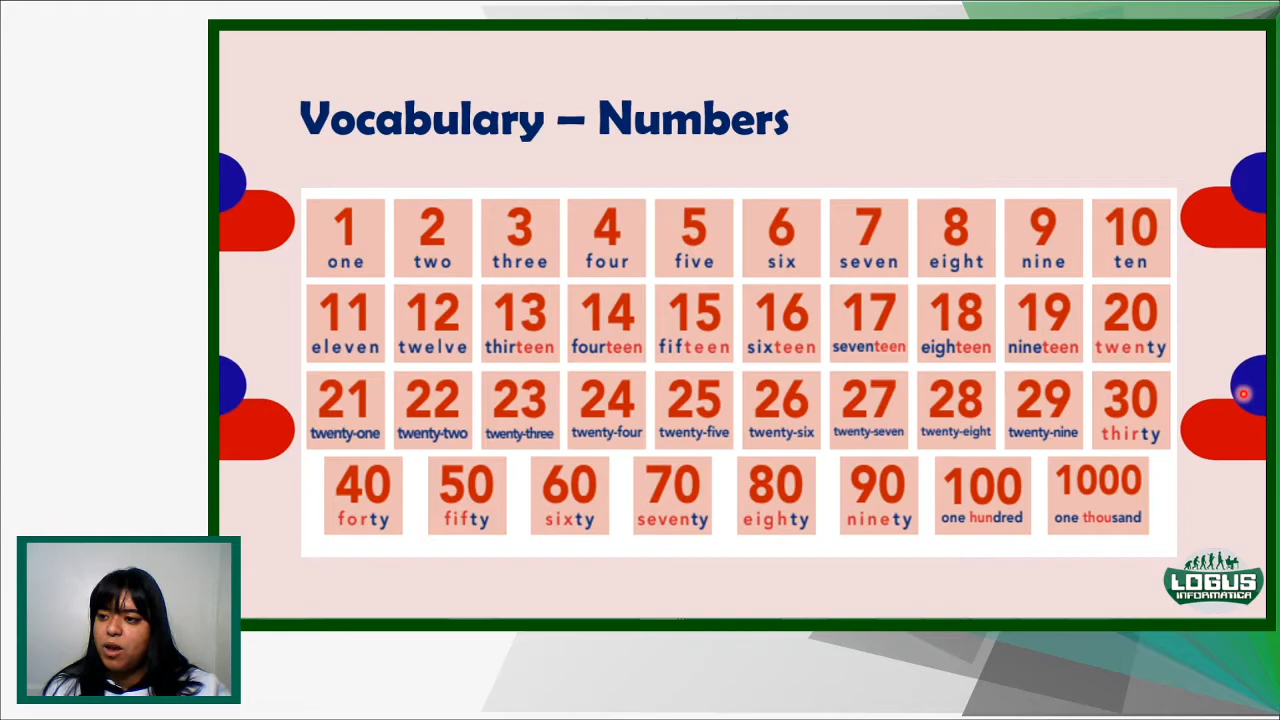 Vocabulary – Numbers
1 2 3 4 5 6 7 8 9 10
one two three four five six seven eight nine ten
11 12 13 14 15 16 17 18 19 20
eleven twelve thirteen fourteen fifteen sixteen seventeen eighteen nineteen twenty
21 22 23 24 25 26 27 28 29 30
twenty-one twenty-two twenty-three twenty-four twenty-five twenty-six twenty-seven twenty-eight twenty-nine thirty
40 50 60 70 80 90 100 1000
forty fifty sixty seventy eighty ninety one hundred one thousand
LOGUS
INFORMATICA